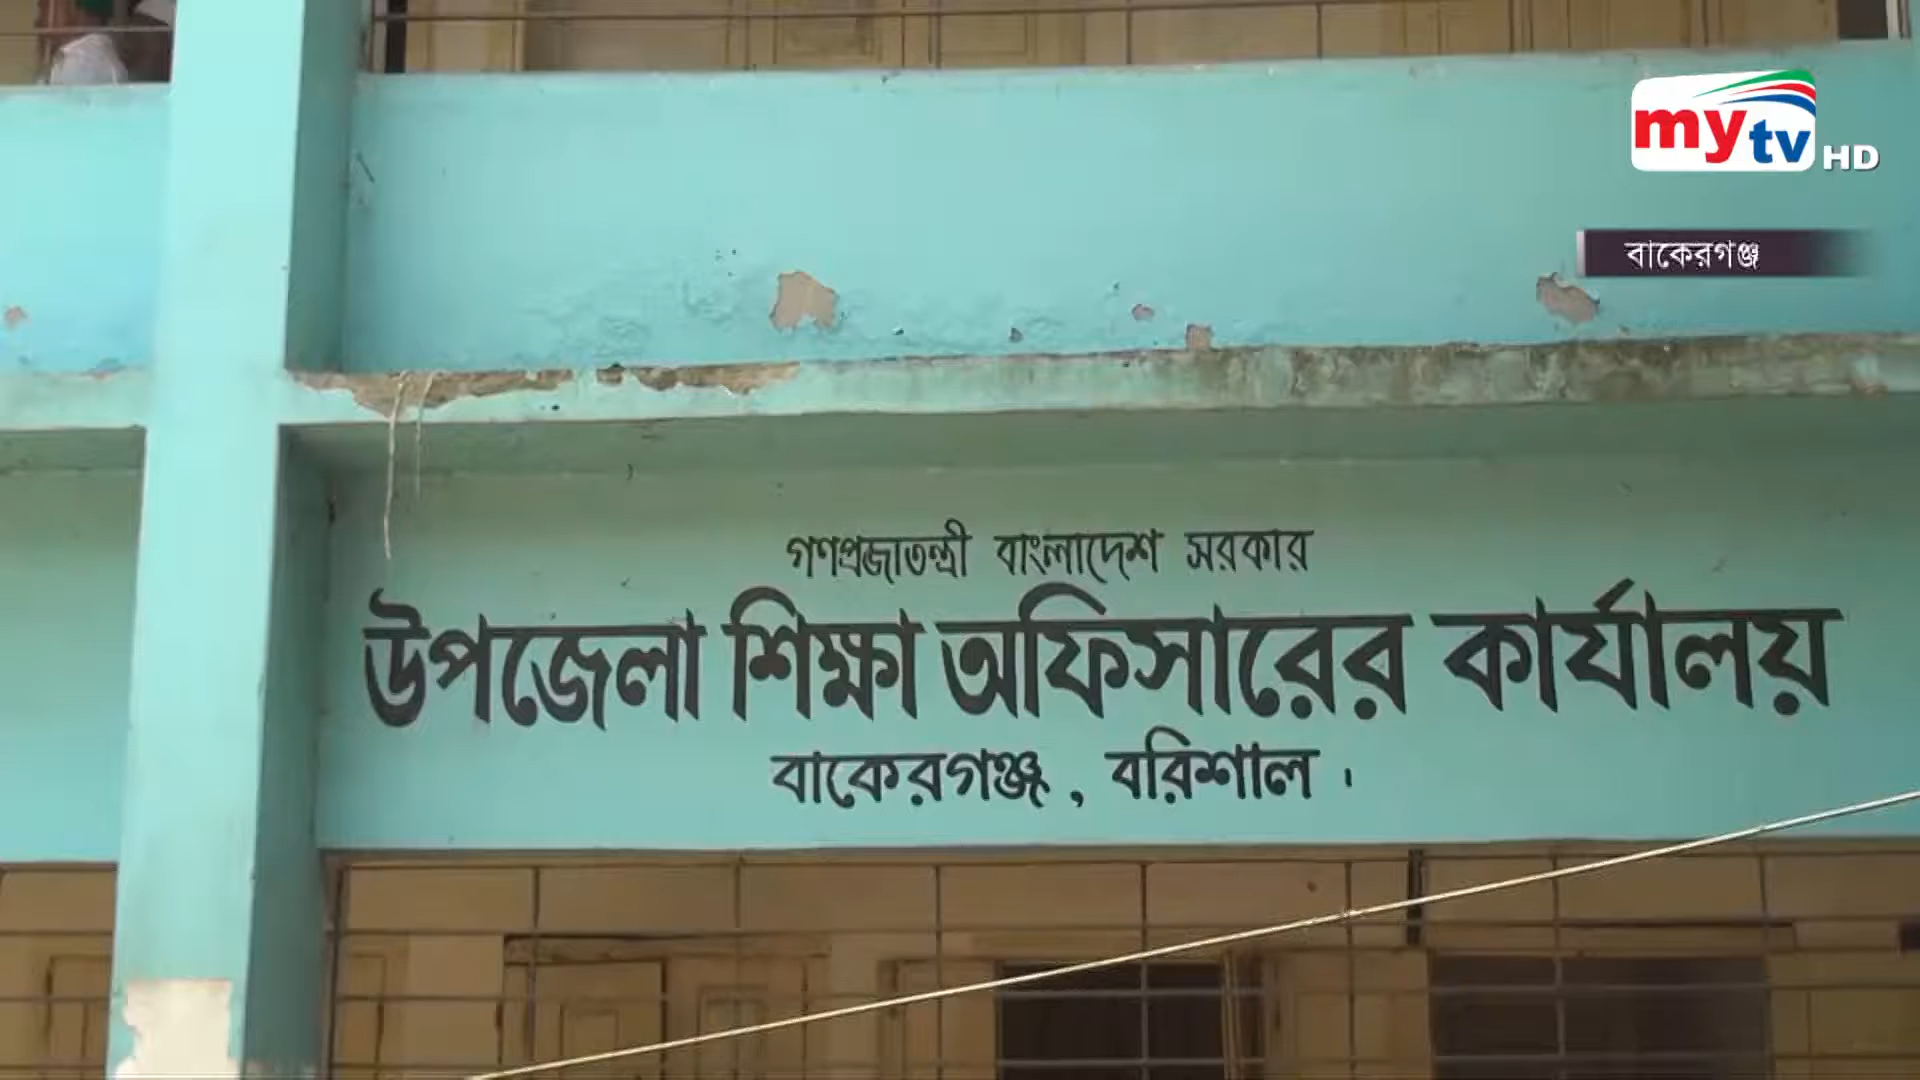 mytv HD
বাকেরগঞ্জ
গণপ্রজাতন্ত্রী বাংলাদেশ সরকার
উপজেলা শিক্ষা অফিসারের কার্যালয়
বাকেরগঞ্জ, বরিশাল।